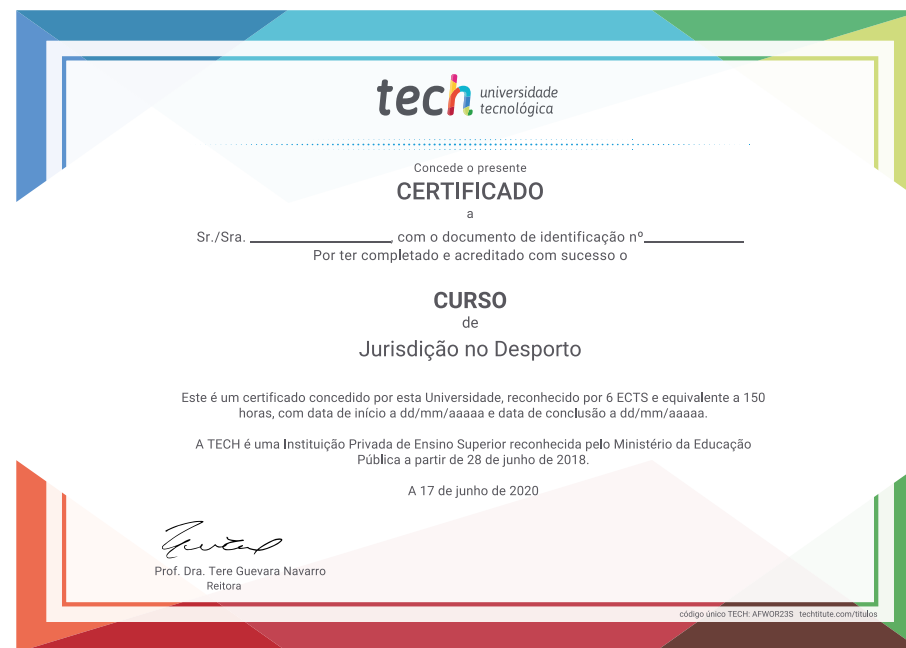 tech universidade
tecnológica
Concede o presente
CERTIFICADO
a
Sr./Sra. ____________________, com o documento de identificação nº______________
Por ter completado e acreditado com sucesso o
CURSO
de
Jurisdição no Desporto
Este é um certificado concedido por esta Universidade, reconhecido por 6 ECTS e equivalente a 150
horas, com data de início a dd/mm/aaaaa e data de conclusão a dd/mm/aaaaa.
A TECH é uma Instituição Privada de Ensino Superior reconhecida pelo Ministério da Educação
Pública a partir de 28 de junho de 2018.
A 17 de junho de 2020
Prof. Dra. Tere Guevara Navarro
Reitora
código único TECH: AFWOR23S techtitute.com/titulos